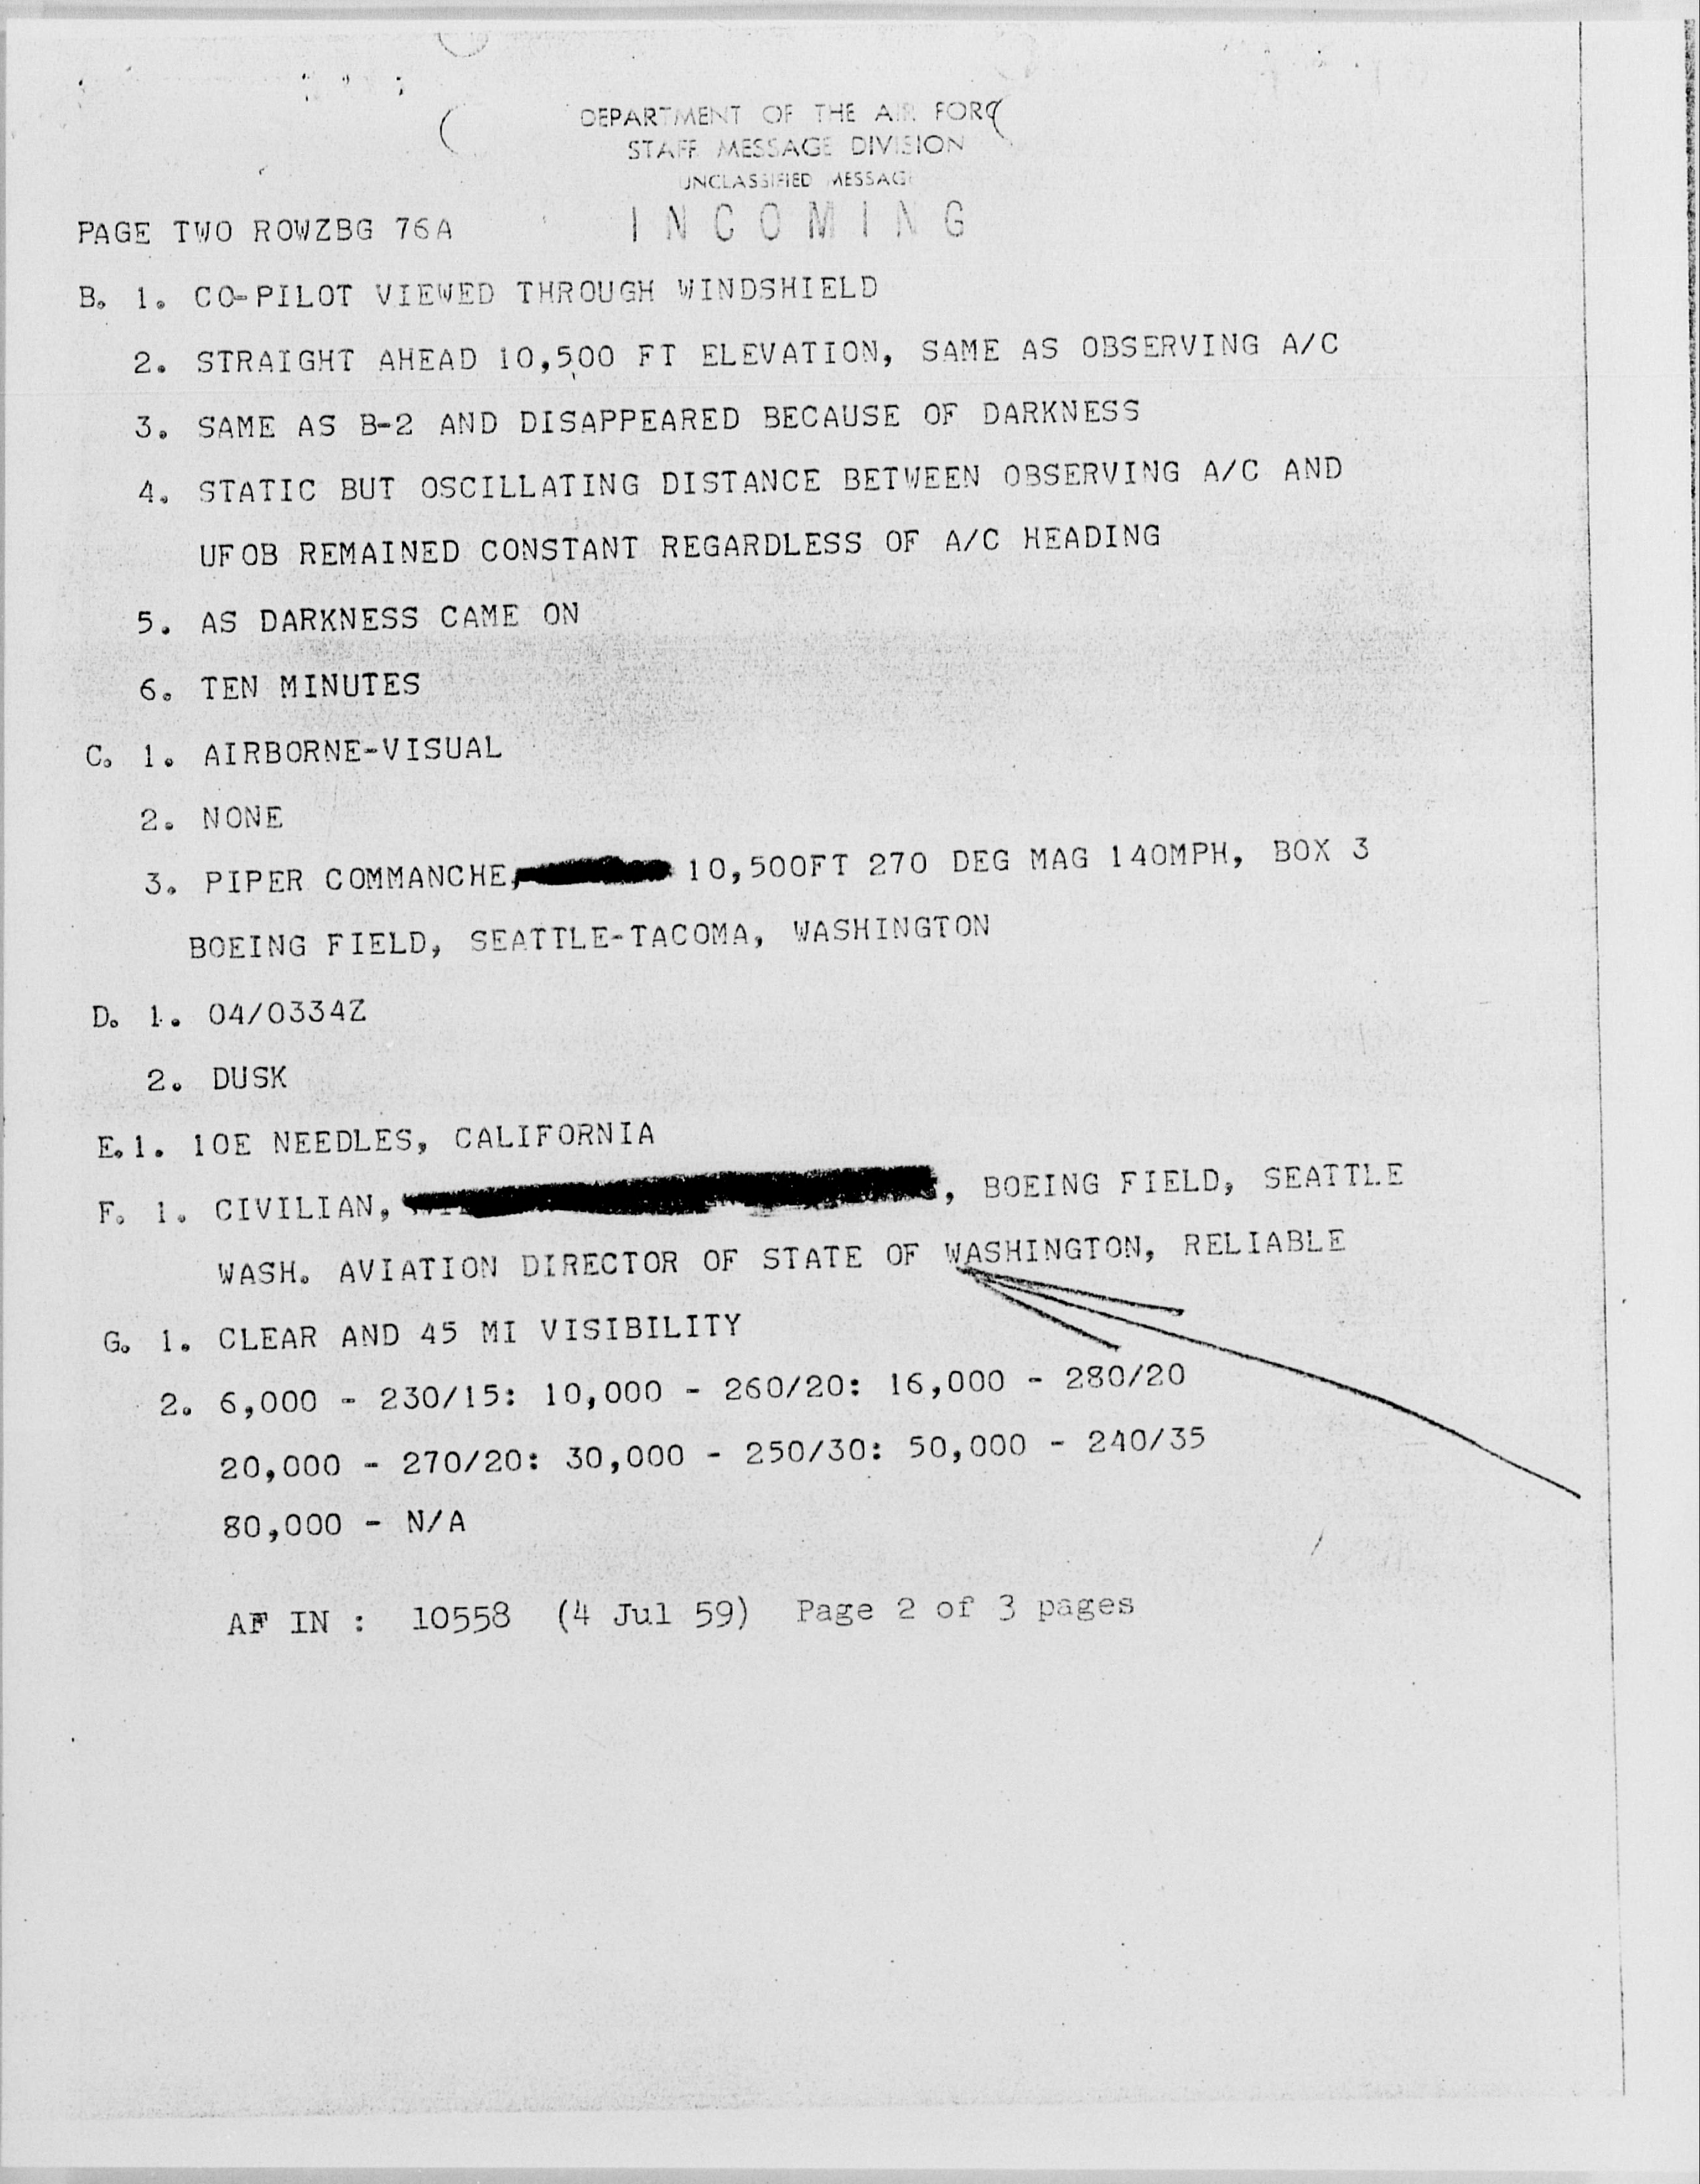 DEPARTMENT OF THE AIR FORC
STAFF MESSAGE DIVISION
UNCLASSIFIED MESSAGE
INCOMING
PAGE TWO ROWZBG 76A
B. 1. CO-PILOT VIEWED THROUGH WINDSHIELD
2. STRAIGHT AHEAD 10,500 FT ELEVATION, SAME AS OBSERVING A/C
3. SAME AS B-2 AND DISAPPEARED BECAUSE OF DARKNESS
4. STATIC BUT OSCILLATING DISTANCE BETWEEN OBSERVING A/C AND
UFOB REMAINED CONSTANT REGARDLESS OF A/C HEADING
5. AS DARKNESS CAME ON
6. TEN MINUTES
C. 1. AIRBORNE-VISUAL
2. NONE
3. PIPER COMMANCHE, 10,500FT 270 DEG MAG 140MPH, BOX 3
BOEING FIELD, SEATTLE-TACOMA, WASHINGTON
D. 1. 04/0334Z
2. DUSK
E.1. 10E NEEDLES, CALIFORNIA
F. 1. CIVILIAN, , BOEING FIELD, SEATTLE
WASH. AVIATION DIRECTOR OF STATE OF WASHINGTON, RELIABLE
G. 1. CLEAR AND 45 MI VISIBILITY
2. 6,000 - 230/15: 10,000 - 260/20: 16,000 - 280/20
20,000 - 270/20: 30,000 - 250/30: 50,000 - 240/35
80,000 - N/A
AF IN : 10558 (4 Jul 59) Page 2 of 3 pages